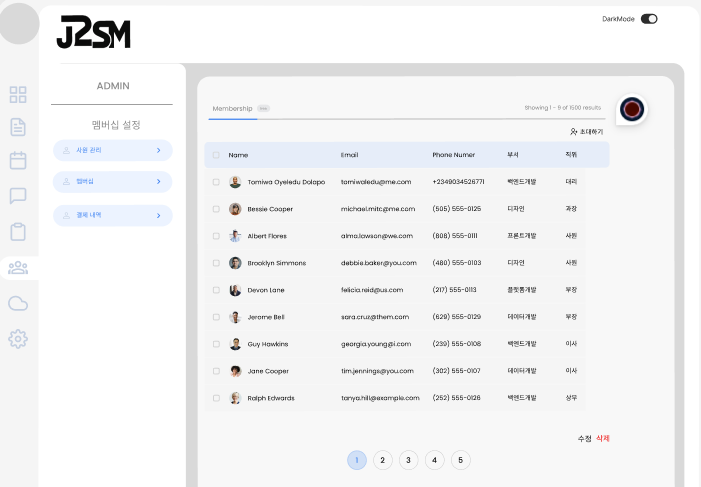 J2SM
DarkMode
ADMIN
멤버십 설정
사원 관리
멤버십
결제 내역
Membership
Showing 1 - 9 of 1500 results
초대하기
Name Email Phone Numer 부서 직위
Tomiwa Oyeledu Dolapo tomiwaledu@me.com +2349034526771 백엔드개발 대리
Bessie Cooper michael.mitc@me.com (505) 555-0125 디자인 과장
Albert Flores alma.lawson@we.com (808) 555-0111 프론트개발 사원
Brooklyn Simmons debbie.baker@you.com (480) 555-0103 디자인 사원
Devon Lane felicia.reid@us.com (217) 555-0113 플랫폼개발 부장
Jerome Bell sara.cruz@them.com (629) 555-0129 데이터개발 부장
Guy Hawkins georgia.young@i.com (239) 555-0108 백엔드개발 이사
Jane Cooper tim.jennings@you.com (302) 555-0107 데이터개발 이사
Ralph Edwards tanya.hill@example.com (252) 555-0126 백엔드개발 상무
수정 삭제
1 2 3 4 5